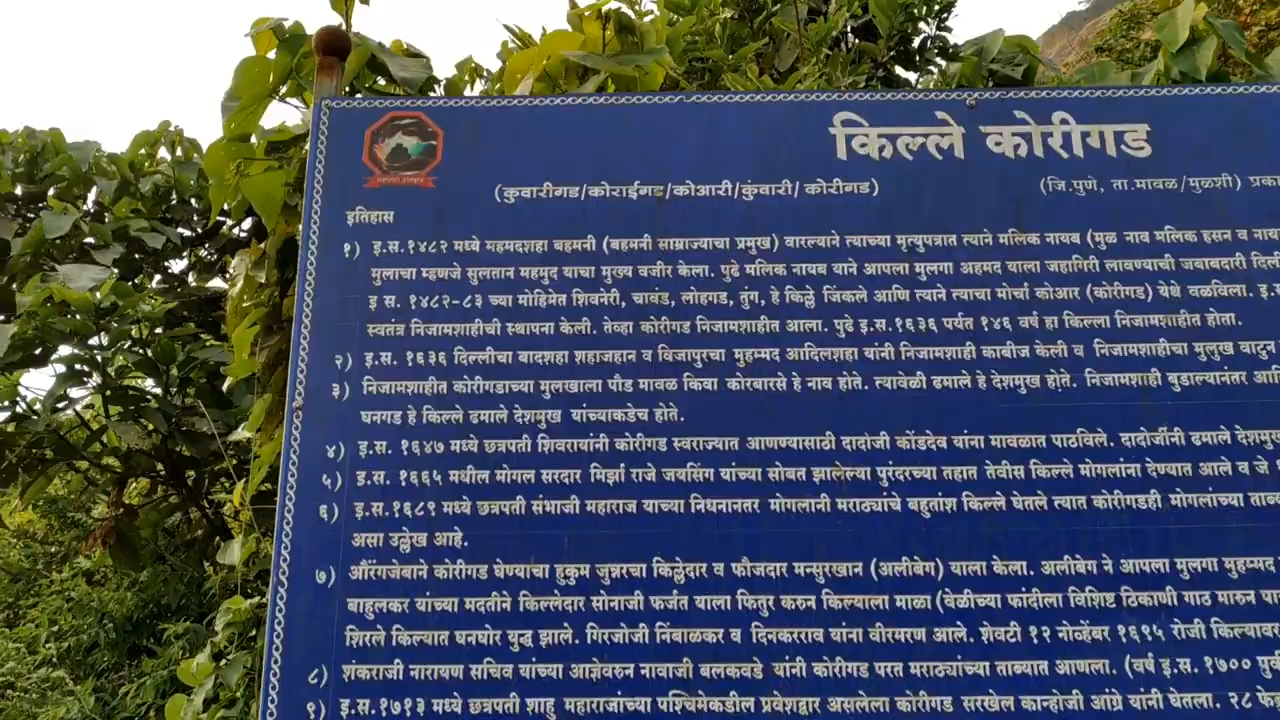 किल्ले कोरीगड
(कुवारीगड/कोराईगड/कोआरी/कुंवारी/ कोरीगड)
(जि.पुणे, ता.मावळ/मुळशी) प्रका
इतिहास
१) इ.स.१४८२ मध्ये महमदशहा बहमनी (बहमनी साम्राज्याचा प्रमुख) वारल्याने त्याच्या मृत्युपत्रात त्याने मलिक नायब (मुळ नाव मलिक हसन व नाय
मुलाचा म्हणजे सुलतान महमुद याचा मुख्य वजीर केला. पुढे मलिक नायब याने आपला मुलगा अहमद याला जहागिरी लावण्याची जबाबदारी दिली
इ स. १४८२-८३ च्या मोहिमेत शिवनेरी, चावंड, लोहगड, तुंग, हे किल्ले जिंकले आणि त्याने त्याचा मोर्चा कोआर (कोरीगड) येथे वळविला. इ.
स्वतंत्र निजामशाहीची स्थापना केली. तेव्हा कोरीगड निजामशाहीत आला. पुढे इ.स.१६३६ पर्यत १४६ वर्ष हा किल्ला निजामशाहीत होता.
२) इ.स. १६३६ दिल्लीचा बादशहा शहाजहान व विजापुरचा मुहम्मद आदिलशहा यांनी निजामशाही काबीज केली व निजामशाहीचा मुलुख वाटुन
३) निजामशाहीत कोरीगडाच्या मुलखाला पौड मावळ किवा कोरबारसे हे नाव होते. त्यावेळी ढमाले हे देशमुख होते. निजामशाही बुडाल्यानंतर आदि
घनगड हे किल्ले ढमाले देशमुख यांच्याकडेच होते.
४) इ.स. १६४७ मध्ये छत्रपती शिवरायांनी कोरीगड स्वराज्यात आणण्यासाठी दादोजी कोंडदेव यांना मावळात पाठविले. दादोजींनी ढमाले देशमु
५) इ.स. १६६५ मधील मोगल सरदार मिर्झा राजे जयसिंग यांच्या सोबत झालेल्या पुंरदरच्या तहात तेवीस किल्ले मोगलांना देण्यात आले व जे
६) इ.स.१६८९ मध्ये छत्रपती संभाजी महाराज याच्या निधनानतर मोगलानी मराठ्यांचे बहुतांश किल्ले घेतले त्यात कोरीगडही मोगलांच्या ताब
असा उल्लेख आहे.
७) औरंगजेबाने कोरीगड घेण्याचा हुकुम जुन्नरचा किल्लेदार व फौजदार मन्सुरखान (अलीबेग) याला केला. अलीबेग ने आपला मुलगा मुहम्मद
बाहुलकर यांच्या मदतीने किल्लेदार सोनाजी फर्जत याला फितुर करुन किल्याला माळा (वेळीच्या फांदीला विशिष्ट ठिकाणी गाठ मारुन पा
शिरले किल्यात घनघोर युद्ध झाले. गिरजोजी निंबाळकर व दिनकरराव यांना वीरमरण आले. शेवटी १२ नोव्हेंबर १६९५ रोजी किल्याव
८) शंकराजी नारायण सचिव यांच्या आज्ञेवरुन नावाजी बलकवडे यांनी कोरीगड परत मराठ्यांच्या ताब्यात आणला. (वर्ष इ.स. १७०० पुर्व
९) इ.स.१७१३ मध्ये छत्रपती शाहु महाराजांच्या पश्चिमेकडील प्रवेशद्वार असलेला कोरीगड सरखेल कान्होजी आंग्रे यांनी घेतला. २८ फे